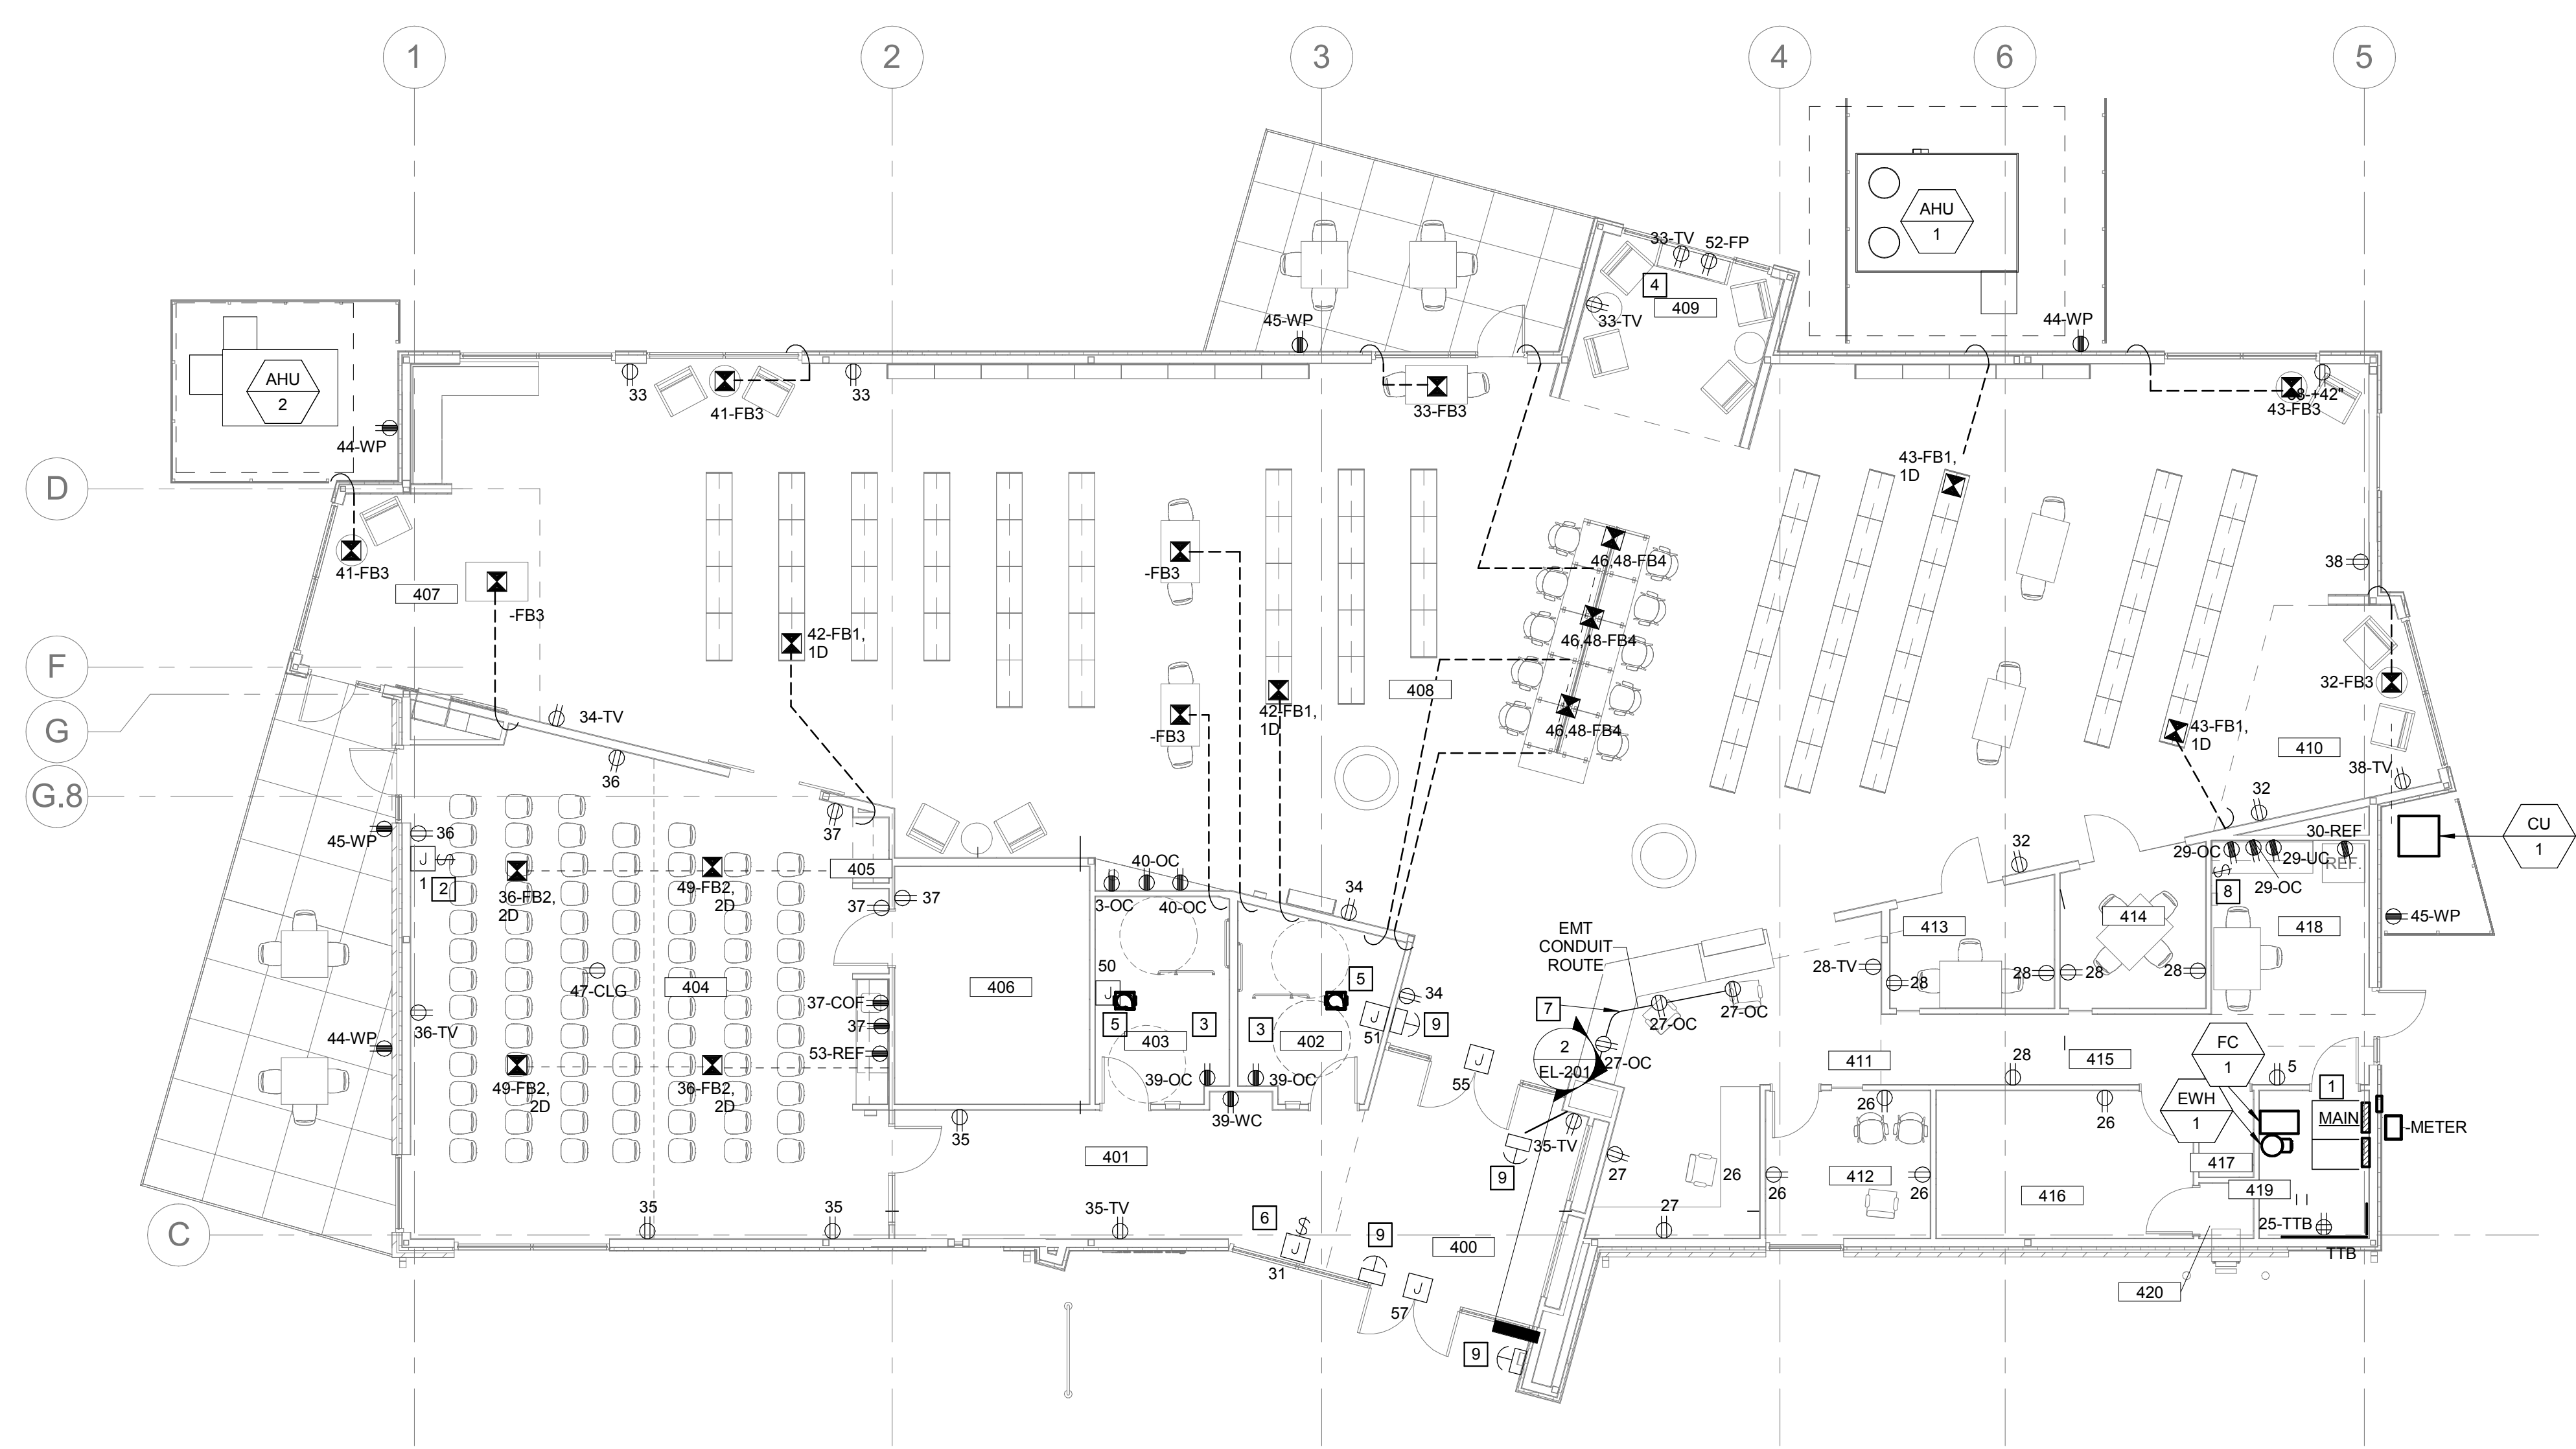 1
2
3
4
6
5
AHU
1
33-TV
52-FP
4
409
33-TV
45-WP
44-WP
AHU
2
44-WP
33
41-FB3
33
33-FB3
43-FB3
D
43-FB1,
1D
41-FB3
407
-FB3
-FB3
46,48-FB4
38
F
42-FB1,
1D
46,48-FB4
408
32-FB3
G
34-TV
-FB3
42-FB1,
1D
46,48-FB4
43-FB1,
1D
410
36
38-TV
G.8
32
37
45-WP
36
J
1
2
405
40-OC
32
30-REF
CU
1
29-OC
29-UC
REF.
29-OC
8
36-FB2,
2D
49-FB2,
2D
37
37
3-OC
40-OC
34
EMT
CONDUIT
ROUTE
413
414
418
45-WP
47-CLG
404
406
50
J
5
28-TV
28
28
28
28
36-TV
37-COF
37
53-REF
44-WP
5
403
3
3
402
J
51
34
9
7
27-OC
27-OC
2
EL-201
27-OC
411
28
415
FC
1
5
1
49-FB2,
2D
36-FB2,
2D
39-OC
39-OC
39-WC
J
55
EWH
1
MAIN
-METER
35
35-TV
26
26
401
9
27
26
26
412
26
416
417
419
35
35
35-TV
6
J
31
9
400
27
25-TTB
TTB
C
J
57
420
9